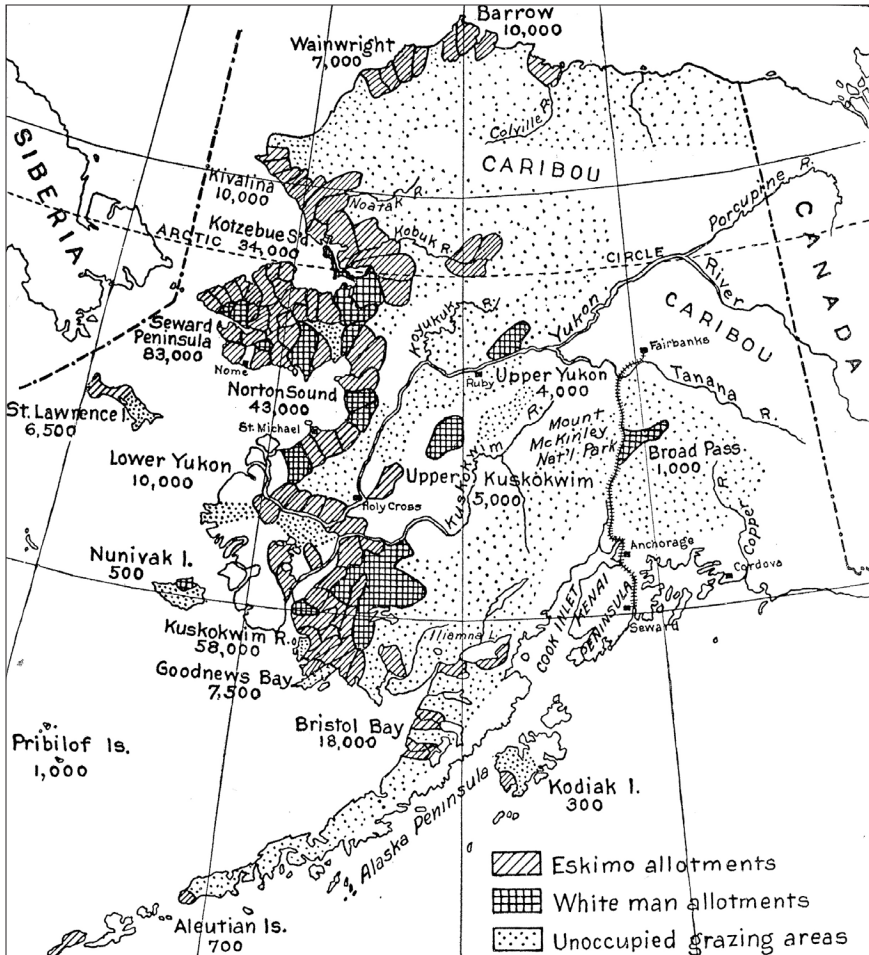 Barrow
10,000
Wainwright
7,000
Colville R.
SIBERIA
CARIBOU
Kivalina
10,000
Noatak R.
Porcupine R.
CANADA
ARCTIC
Kotzebue S'd
34,000
Kobuk R.
CIRCLE
River
Yukon
Koyukuk R.
CARIBOU
Seward
Peninsula
83,000
Nome
Fairbanks
Ruby
Upper Yukon
4,000
Tanana R.
Norton Sound
43,000
St. Lawrence I.
6,500
St. Michael
Mount
McKinley
Nat'l Park
Broad Pass
1,000
Lower Yukon
10,000
Upper Kuskokwim
5,000
Kuskokwim R.
Holy Cross
Copper R.
Nunivak I.
500
Anchorage
Cordova
COOK INLET
KENAI
PENINSULA
Kuskokwim R.
58,000
Iliamna L.
Seward
Goodnews Bay
7,500
Bristol Bay
18,000
Pribilof Is.
1,000
Alaska Peninsula
Kodiak I.
300
Eskimo allotments
White man allotments
Aleutian Is.
700
Unoccupied grazing areas